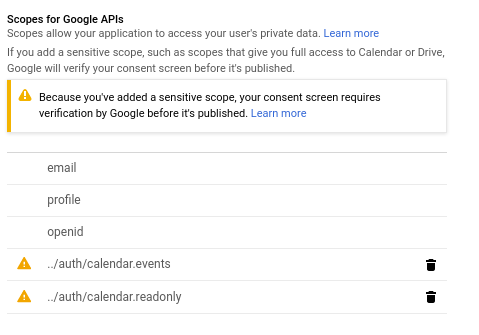 Scopes for Google APIs
Scopes allow your application to access your user's private data. Learn more
If you add a sensitive scope, such as scopes that give you full access to Calendar or Drive,
Google will verify your consent screen before it's published.
Because you've added a sensitive scope, your consent screen requires
verification by Google before it's published. Learn more
email
profile
openid
../auth/calendar.events
../auth/calendar.readonly